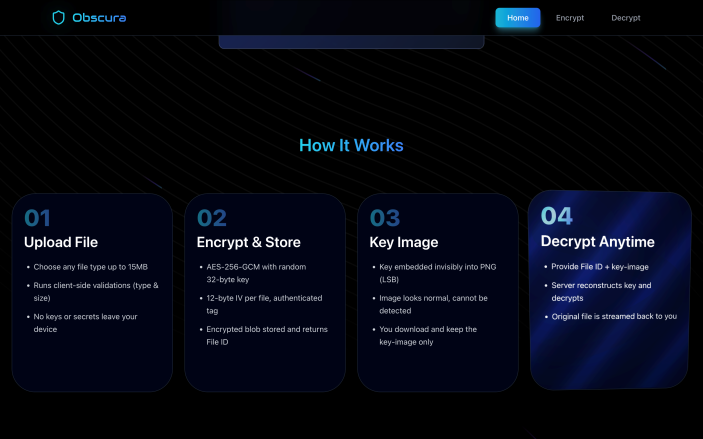 Obscura
Home
Encrypt
Decrypt
How It Works
01
Upload File
• Choose any file type up to 15MB
• Runs client-side validations (type &
size)
• No keys or secrets leave your
device
02
Encrypt & Store
• AES-256-GCM with random
32-byte key
• 12-byte IV per file, authenticated
tag
• Encrypted blob stored and returns
File ID
03
Key Image
• Key embedded invisibly into PNG
(LSB)
• Image looks normal, cannot be
detected
• You download and keep the
key-image only
04
Decrypt Anytime
• Provide File ID + key-image
• Server reconstructs key and
decrypts
• Original file is streamed back to you